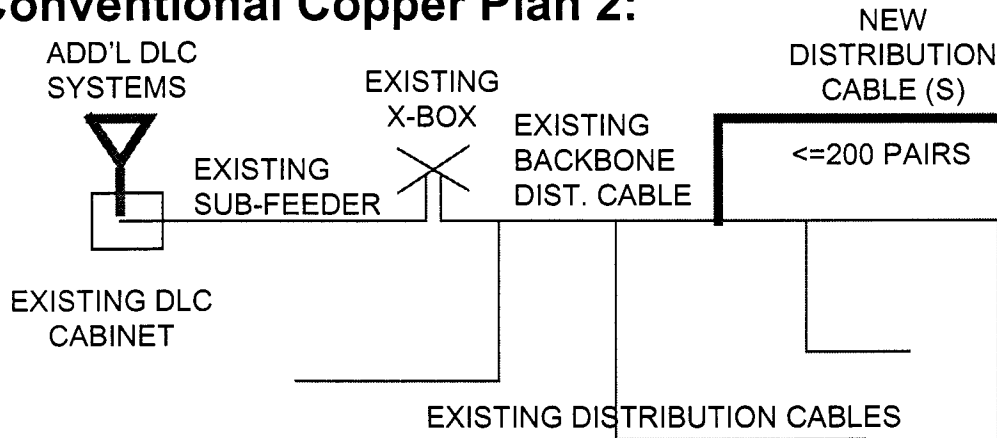 Conventional Copper Plan 2:
ADD'L DLC
SYSTEMS
EXISTING
X-BOX
NEW
DISTRIBUTION
CABLE (S)
EXISTING
SUB-FEEDER
EXISTING
BACKBONE
DIST. CABLE
<=200 PAIRS
EXISTING DLC
CABINET
EXISTING DISTRIBUTION CABLES